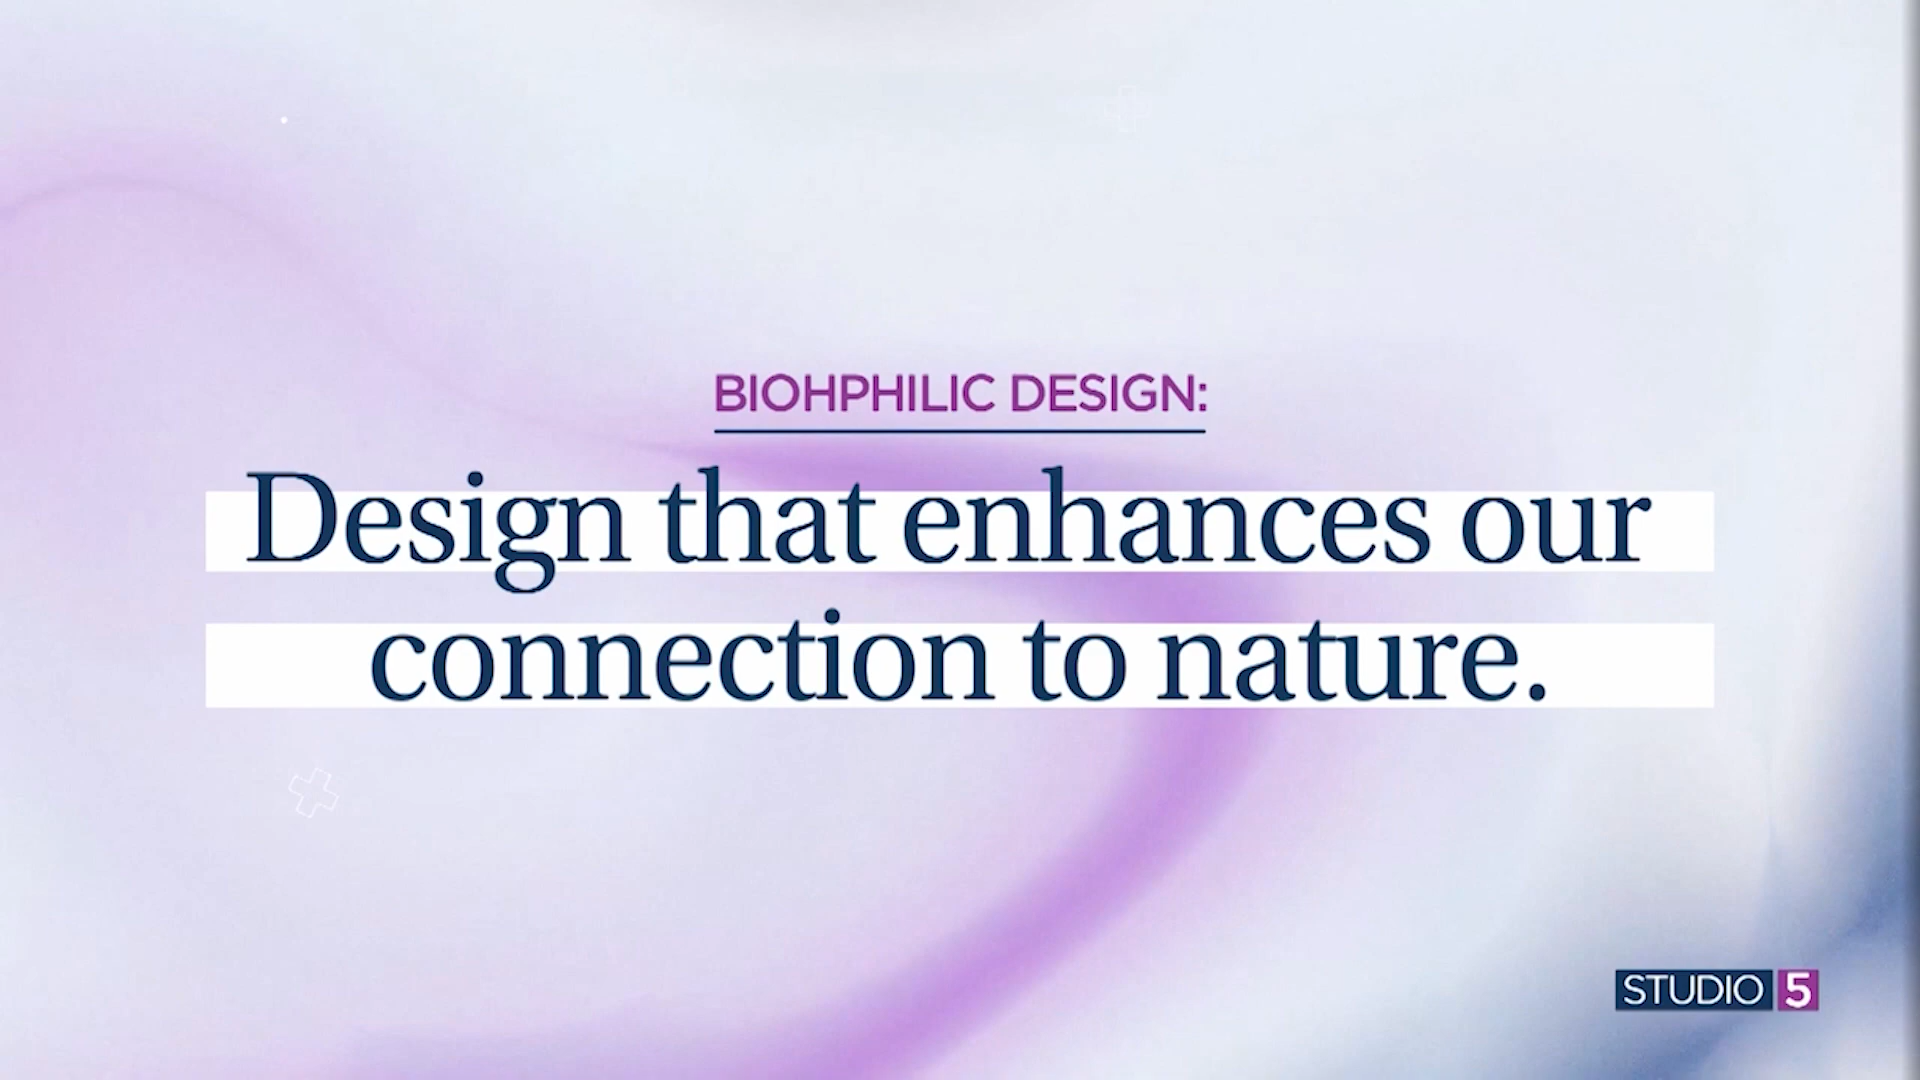 BIOHPHILIC DESIGN:
Design that enhances our
connection to nature.
STUDIO 5